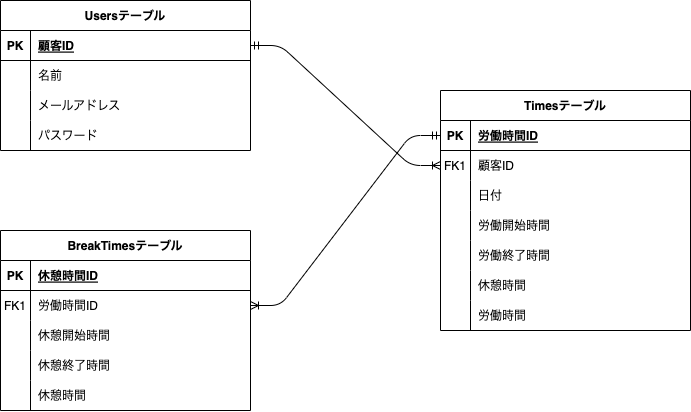 Usersテーブル
PK 顧客ID
名前
メールアドレス
パスワード
Timesテーブル
PK 労働時間ID
FK1 顧客ID
日付
労働開始時間
労働終了時間
休憩時間
労働時間
BreakTimesテーブル
PK 休憩時間ID
FK1 労働時間ID
休憩開始時間
休憩終了時間
休憩時間